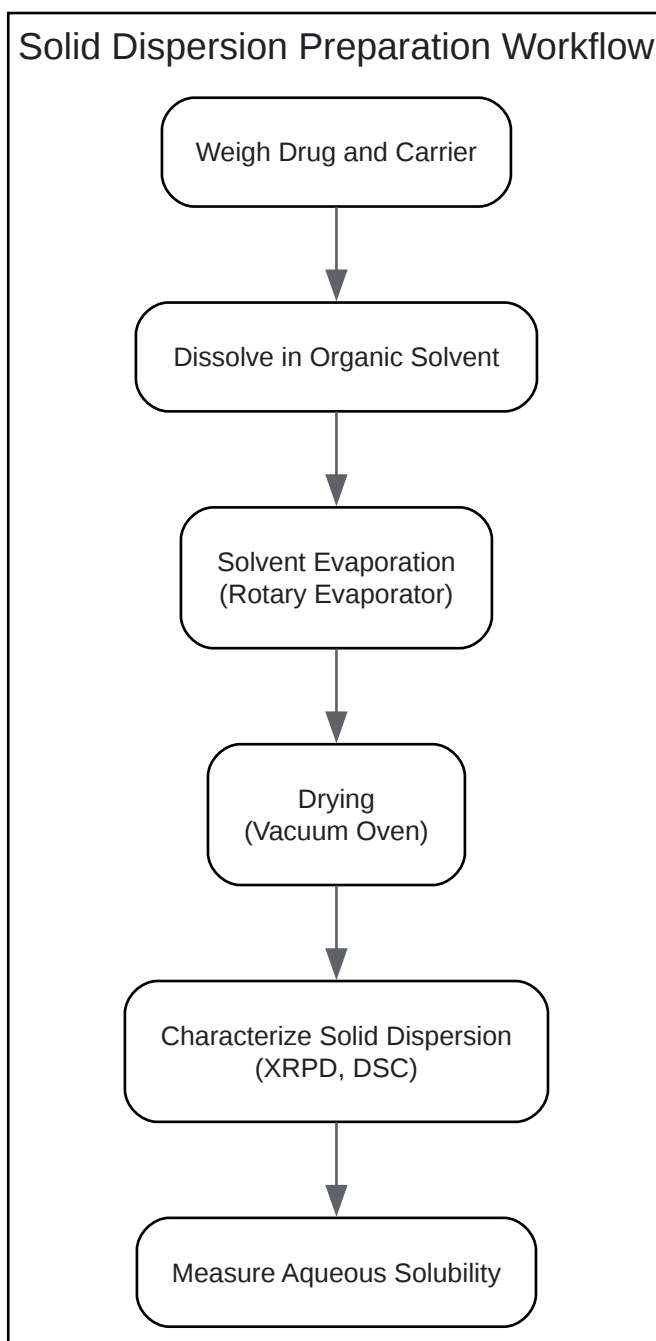 Solid Dispersion Preparation Workflow
Weigh Drug and Carrier
Dissolve in Organic Solvent
Solvent Evaporation
(Rotary Evaporator)
Drying
(Vacuum Oven)
Characterize Solid Dispersion
(XRPD, DSC)
Measure Aqueous Solubility